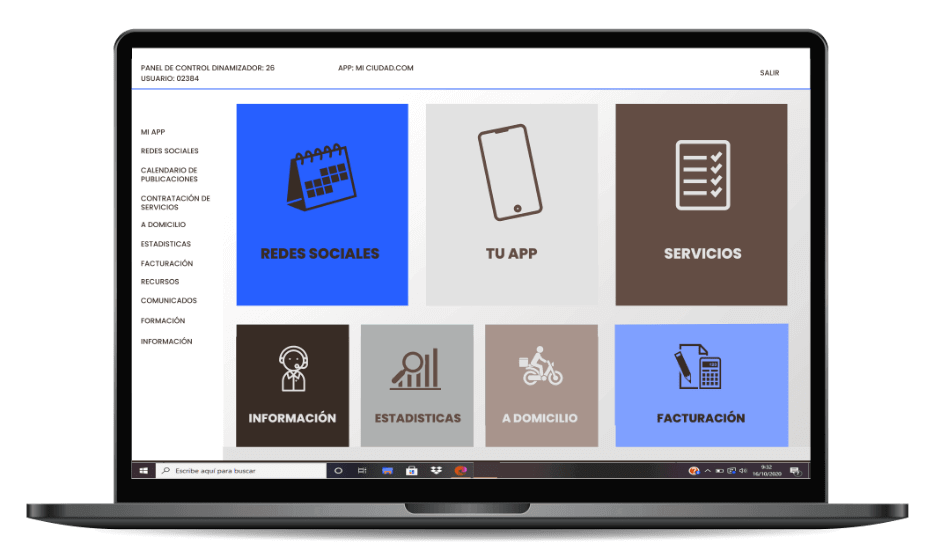 PANEL DE CONTROL DINAMIZADOR: 26
USUARIO: 02384
APP: MI CIUDAD.COM
SALIR
MI APP
REDES SOCIALES
CALENDARIO DE
PUBLICACIONES
CONTRATACIÓN DE
SERVICIOS
A DOMICILIO
ESTADISTICAS
FACTURACIÓN
RECURSOS
COMUNICADOS
FORMACIÓN
INFORMACIÓN
REDES SOCIALES
TU APP
SERVICIOS
INFORMACIÓN
ESTADISTICAS
A DOMICILIO
FACTURACIÓN
Escribe aquí para buscar
9:32
16/10/2020